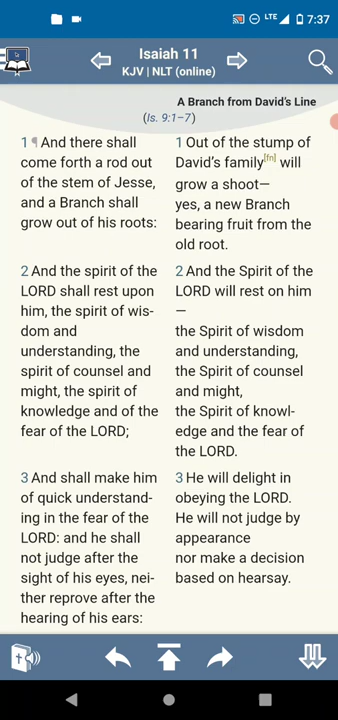 LTE 7:37
Isaiah 11
KJV | NLT (online)
A Branch from David's Line
(Is. 9:1–7)
1 ¶ And there shall
come forth a rod out
of the stem of Jesse,
and a Branch shall
grow out of his roots:
2 And the spirit of the
LORD shall rest upon
him, the spirit of wis-
dom and
understanding, the
spirit of counsel and
might, the spirit of
knowledge and of the
fear of the LORD;
3 And shall make him
of quick understand-
ing in the fear of the
LORD: and he shall
not judge after the
sight of his eyes, nei-
ther reprove after the
hearing of his ears:
1 Out of the stump of
David's family[fn] will
grow a shoot—
yes, a new Branch
bearing fruit from the
old root.
2 And the Spirit of the
LORD will rest on him
—
the Spirit of wisdom
and understanding,
the Spirit of counsel
and might,
the Spirit of knowl-
edge and the fear of
the LORD.
3 He will delight in
obeying the LORD.
He will not judge by
appearance
nor make a decision
based on hearsay.